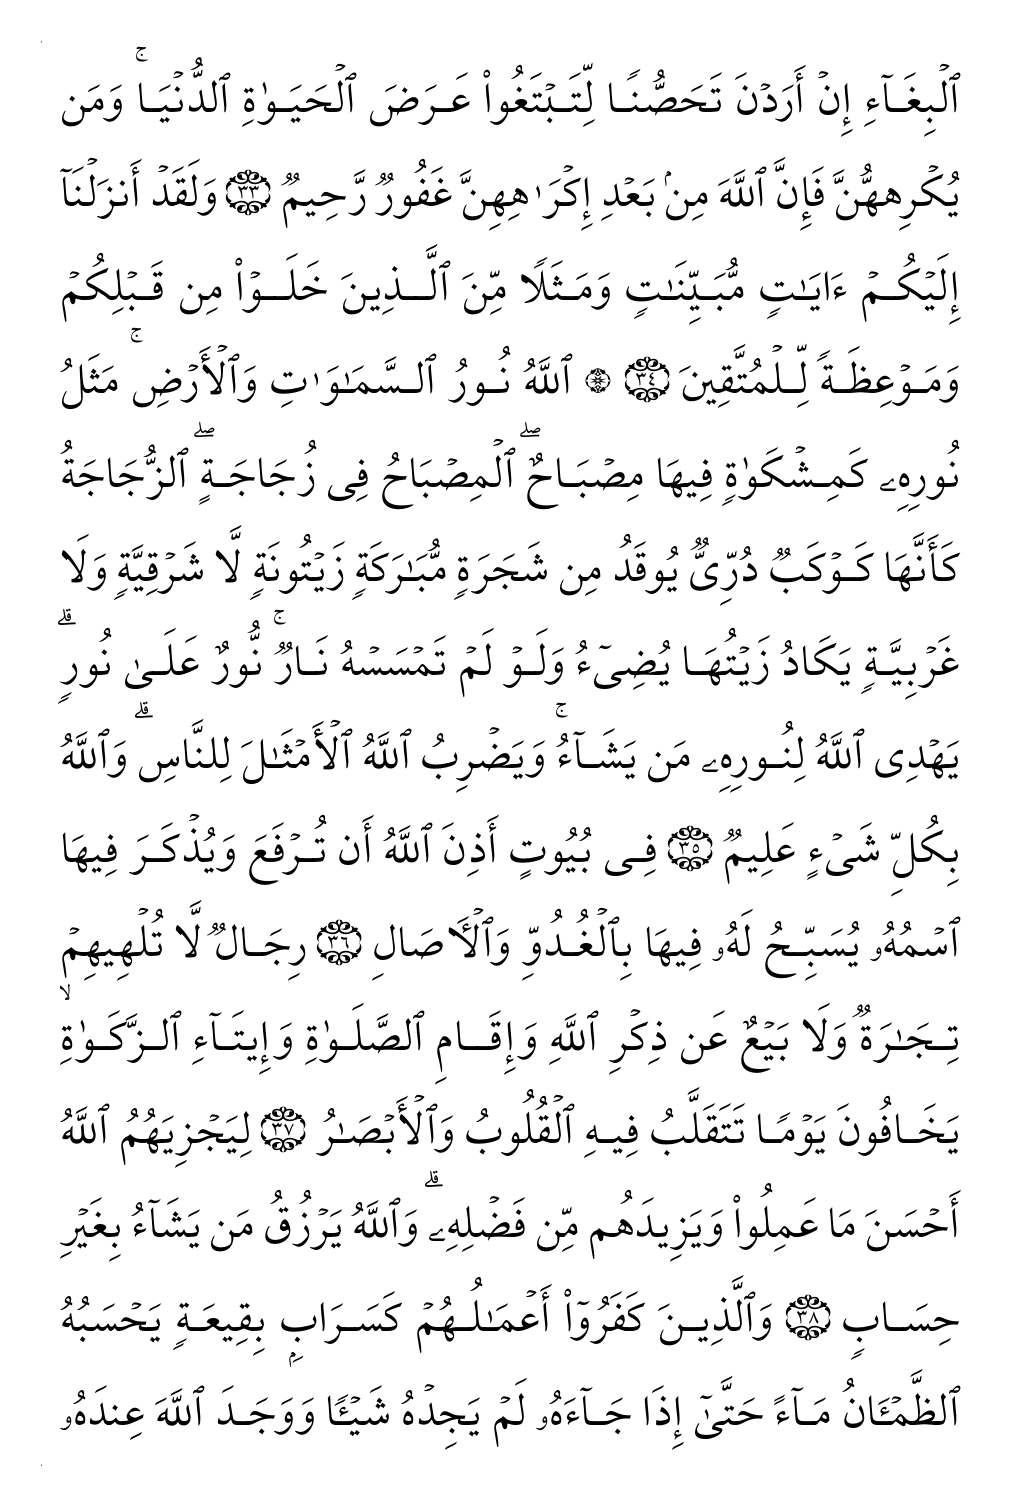 ٱلۡبِغَآءِ إِنۡ أَرَدۡنَ تَحَصُّنٗا لِّتَبۡتَغُواْ عَرَضَ ٱلۡحَيَوٰةِ ٱلدُّنۡيَاۚ وَمَن
يُكۡرِههُّنَّ فَإِنَّ ٱللَّهَ مِنۢ بَعۡدِ إِكۡرَٰهِهِنَّ غَفُورٞ رَّحِيمٞ ٣٣ وَلَقَدۡ أَنزَلۡنَآ
إِلَيۡكُمۡ ءَايَٰتٖ مُّبَيِّنَٰتٖ وَمَثَلٗا مِّنَ ٱلَّذِينَ خَلَوۡاْ مِن قَبۡلِكُمۡ
وَمَوۡعِظَةٗ لِّلۡمُتَّقِينَ ٣٤ ۞ ٱللَّهُ نُورُ ٱلسَّمَٰوَٰتِ وَٱلۡأَرۡضِۚ مَثَلُ
نُورِهِۦ كَمِشۡكَوٰةٖ فِيهَا مِصۡبَاحٌۖ ٱلۡمِصۡبَاحُ فِي زُجَاجَةٍۖ ٱلزُّجَاجَةُ
كَأَنَّهَا كَوۡكَبٞ دُرِّيّٞ يُوقَدُ مِن شَجَرَةٖ مُّبَٰرَكَةٖ زَيۡتُونَةٖ لَّا شَرۡقِيَّةٖ وَلَا
غَرۡبِيَّةٖ يَكَادُ زَيۡتُهَا يُضِيٓءُ وَلَوۡ لَمۡ تَمۡسَسۡهُ نَارٞۚ نُّورٌ عَلَىٰ نُورٖۚ
يَهۡدِي ٱللَّهُ لِنُورِهِۦ مَن يَشَآءُۚ وَيَضۡرِبُ ٱللَّهُ ٱلۡأَمۡثَٰلَ لِلنَّاسِۗ وَٱللَّهُ
بِكُلِّ شَيۡءٍ عَلِيمٞ ٣٥ فِي بُيُوتٍ أَذِنَ ٱللَّهُ أَن تُرۡفَعَ وَيُذۡكَرَ فِيهَا
ٱسۡمُهُۥ يُسَبِّحُ لَهُۥ فِيهَا بِٱلۡغُدُوِّ وَٱلۡأٓصَالِ ٣٦ رِجَالٞ لَّا تُلۡهِيهِمۡ
تِجَٰرَةٞ وَلَا بَيۡعٌ عَن ذِكۡرِ ٱللَّهِ وَإِقَامِ ٱلصَّلَوٰةِ وَإِيتَآءِ ٱلزَّكَوٰةِۙ
يَخَافُونَ يَوۡمٗا تَتَقَلَّبُ فِيهِ ٱلۡقُلُوبُ وَٱلۡأَبۡصَٰرُ ٣٧ لِيَجۡزِيَهُمُ ٱللَّهُ
أَحۡسَنَ مَا عَمِلُواْ وَيَزِيدَهُم مِّن فَضۡلِهِۦۗ وَٱللَّهُ يَرۡزُقُ مَن يَشَآءُ بِغَيۡرِ
حِسَابٖ ٣٨ وَٱلَّذِينَ كَفَرُوٓاْ أَعۡمَٰلُهُمۡ كَسَرَابِۭ بِقِيعَةٖ يَحۡسَبُهُ
ٱلظَّمۡـَٔانُ مَآءً حَتَّىٰٓ إِذَا جَآءَهُۥ لَمۡ يَجِدۡهُ شَيۡـٔٗا وَوَجَدَ ٱللَّهَ عِندَهُۥ